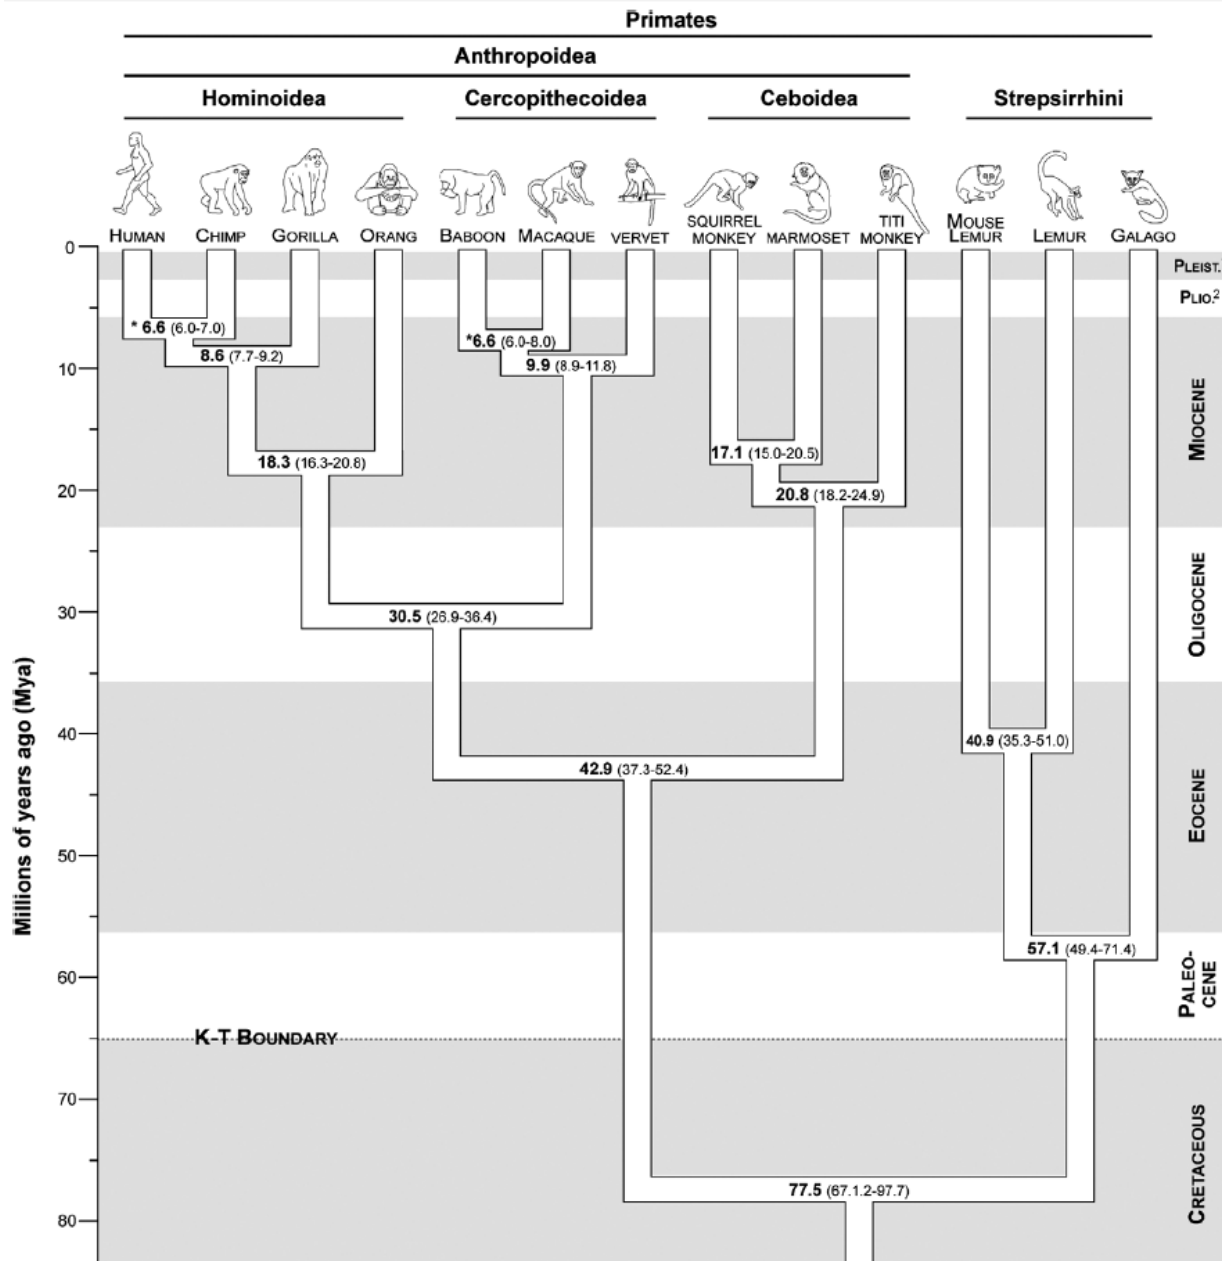 Primates
Anthropoidea
Hominoidea Cercopithecoidea Ceboidea Strepsirrhini
HUMAN CHIMP GORILLA ORANG BABOON MACAQUE VERVET SQUIRREL MONKEY MARMOSET TITI MONKEY MOUSE LEMUR LEMUR GALAGO
0
PLEIST.
PLIO.2
* 6.6 (6.0-7.0)
*6.6 (6.0-8.0)
8.6 (7.7-9.2)
9.9 (8.9-11.8)
10
MIOCENE
17.1 (15.0-20.5)
18.3 (16.3-20.8)
20
20.8 (18.2-24.9)
OLIGOCENE
30
30.5 (26.9-36.4)
Millions of years ago (Mya)
40
40.9 (35.3-51.0)
42.9 (37.3-52.4)
EOCENE
50
57.1 (49.4-71.4)
60
PALEO-
CENE
K-T BOUNDARY
70
CRETACEOUS
77.5 (67.1.2-97.7)
80